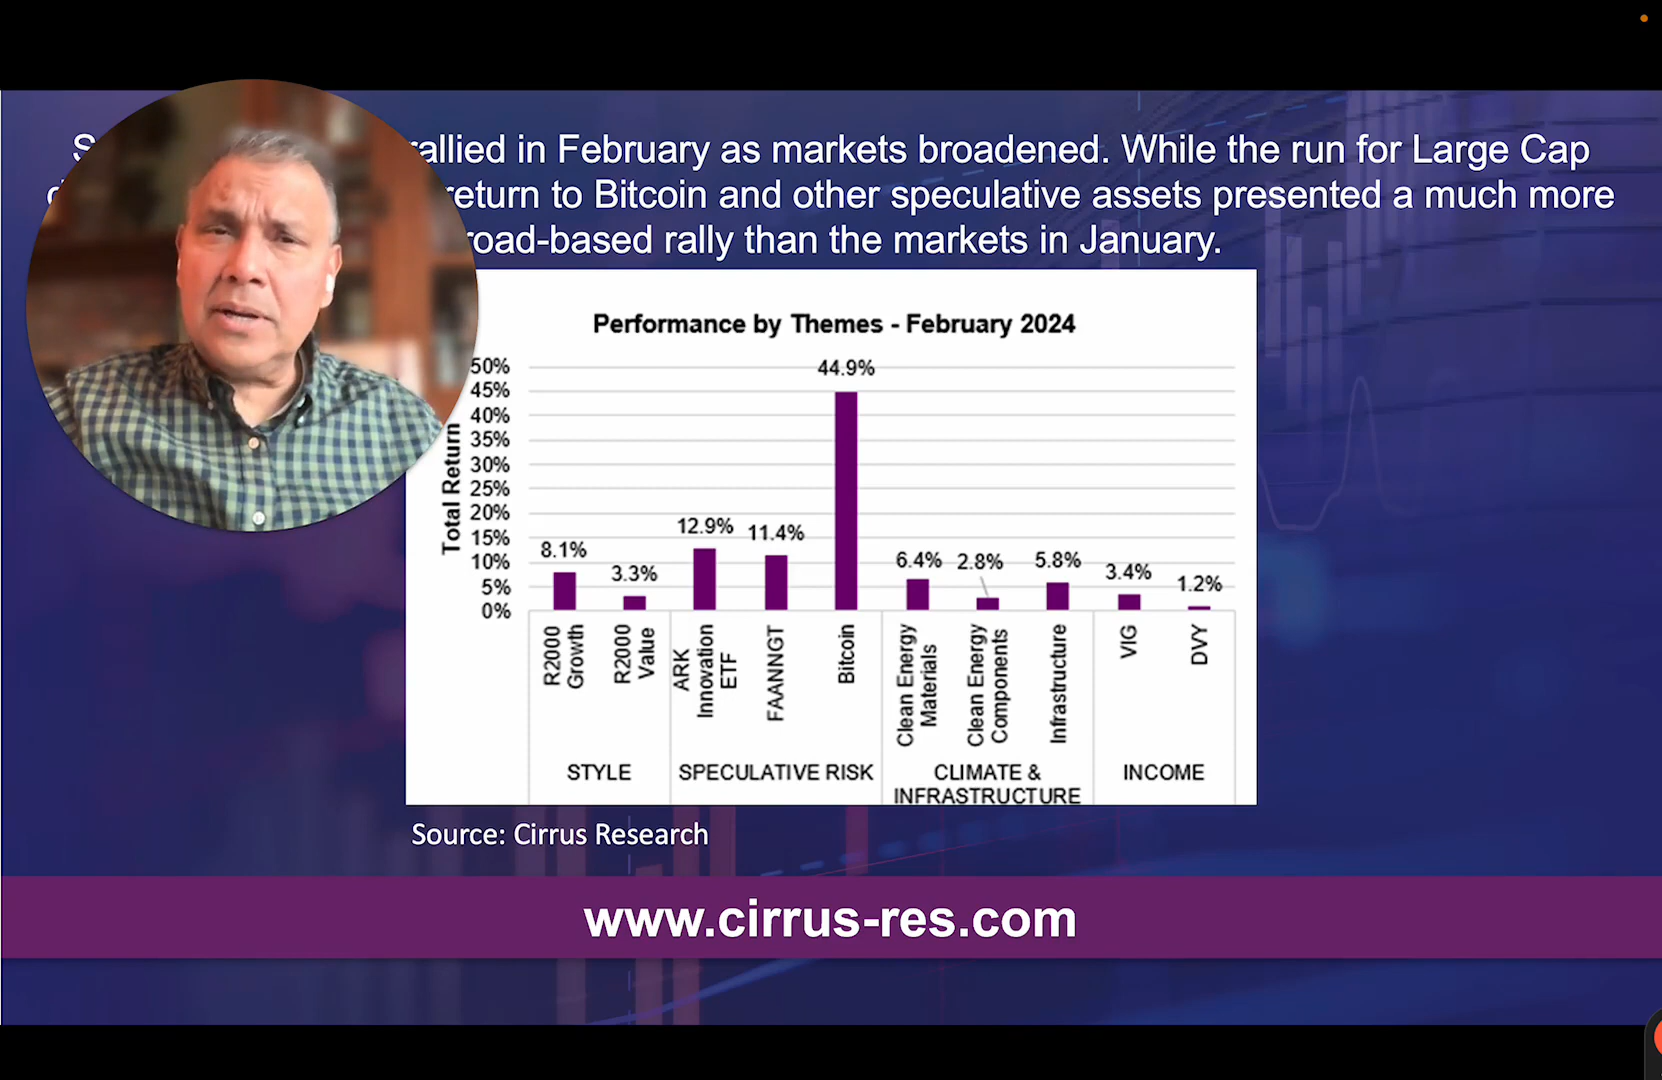 rallied in February as markets broadened. While the run for Large Cap
return to Bitcoin and other speculative assets presented a much more
road-based rally than the markets in January.
Performance by Themes - February 2024
Total Return
50%
45%
40%
35%
30%
25%
20%
15%
10%
5%
0%
8.1%
3.3%
12.9%
11.4%
44.9%
6.4%
2.8%
5.8%
3.4%
1.2%
R2000
Growth
R2000
Value
ARK
Innovation
ETF
FAANNGT
Bitcoin
Clean Energy
Materials
Clean Energy
Components
Infrastructure
VIG
DVY
STYLE
SPECULATIVE RISK
CLIMATE &
INFRASTRUCTURE
INCOME
Source: Cirrus Research
www.cirrus-res.com